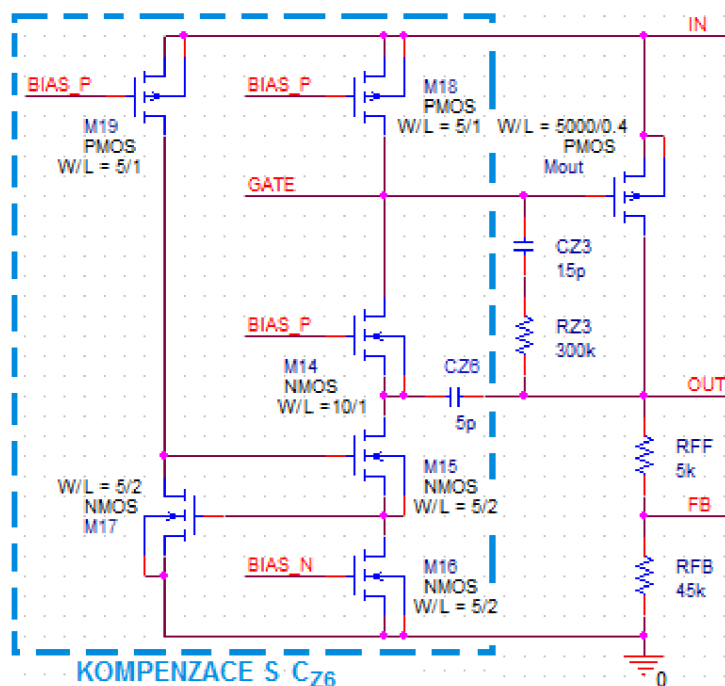 IN
BIAS_P
BIAS_P
M18
PMOS
W/L = 5/1
M19
PMOS
W/L = 5/1
W/L = 5000/0.4
PMOS
Mout
GATE
CZ3
15p
BIAS_P
RZ3
300k
M14
NMOS
W/L =10/1
CZ6
5p
OUT
RFF
5k
W/L = 5/2
NMOS
M17
M15
NMOS
W/L = 5/2
FB
BIAS_N
M16
NMOS
W/L = 5/2
RFB
45k
KOMPENZACE S CZ6
0